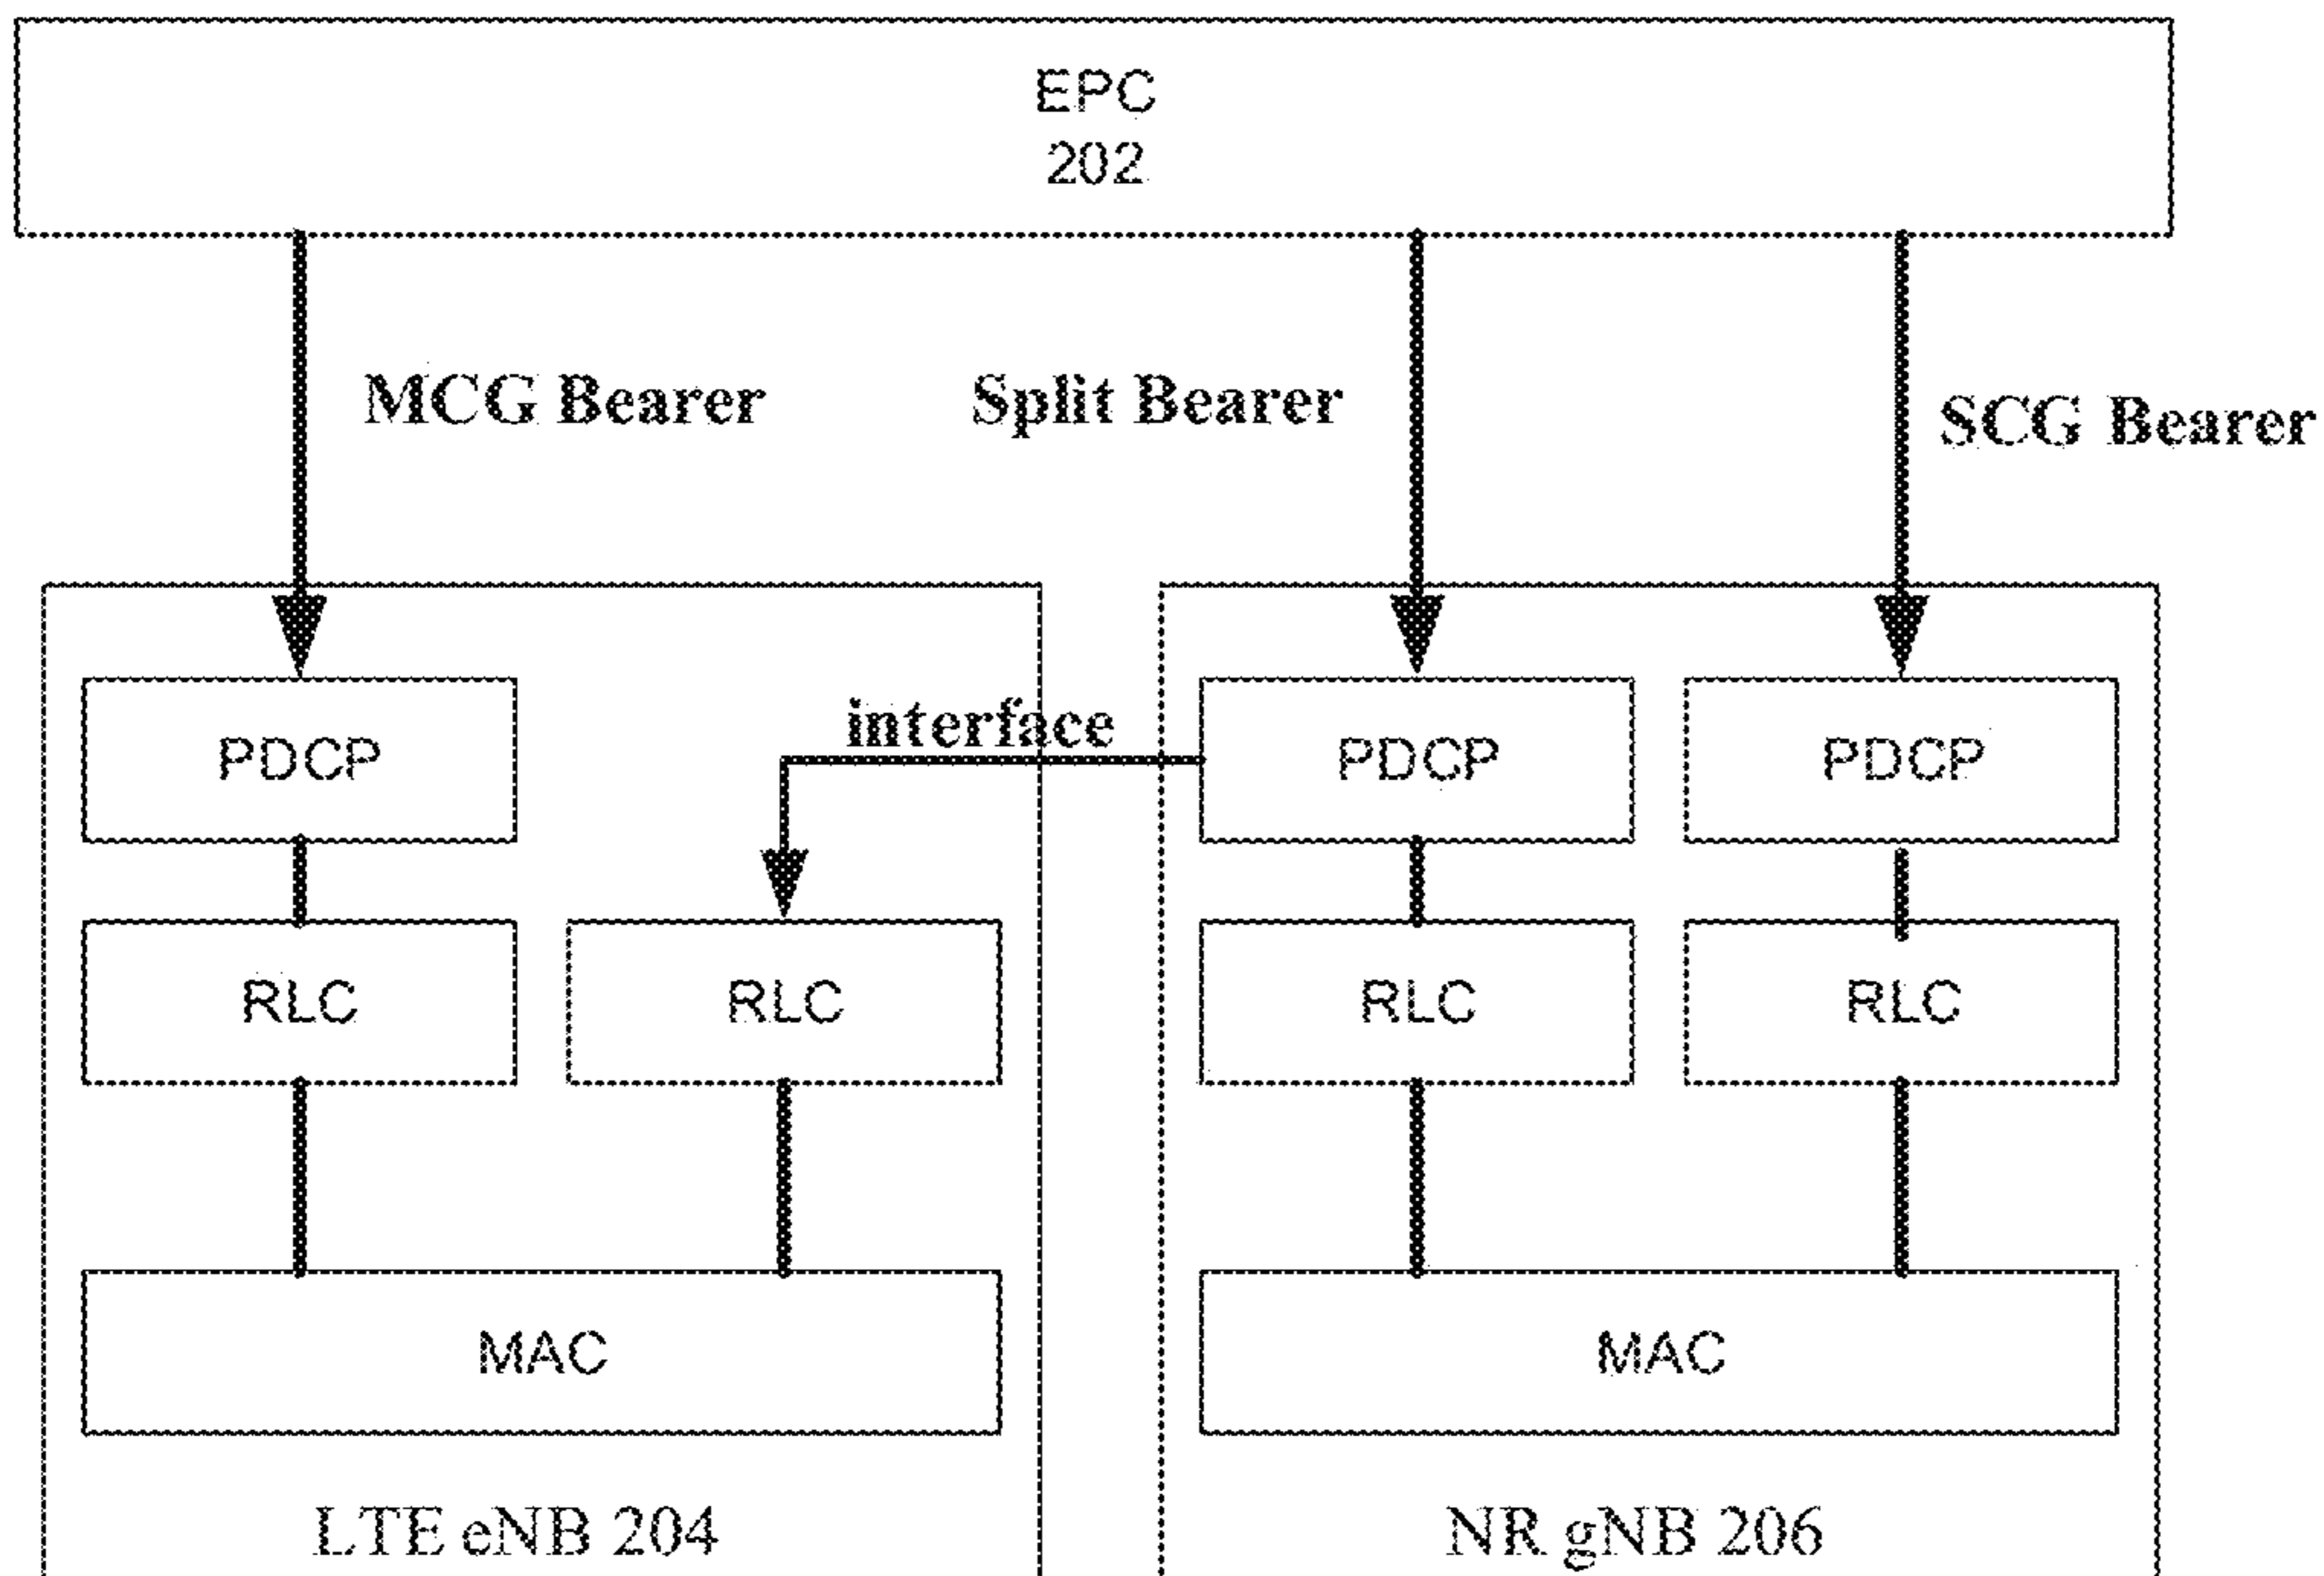 EPC
202
MCG Bearer
Split Bearer
SCG Bearer
interface
PDCP
PDCP
PDCP
RLC
RLC
RLC
RLC
MAC
MAC
LTE eNB 204
NR gNB 206